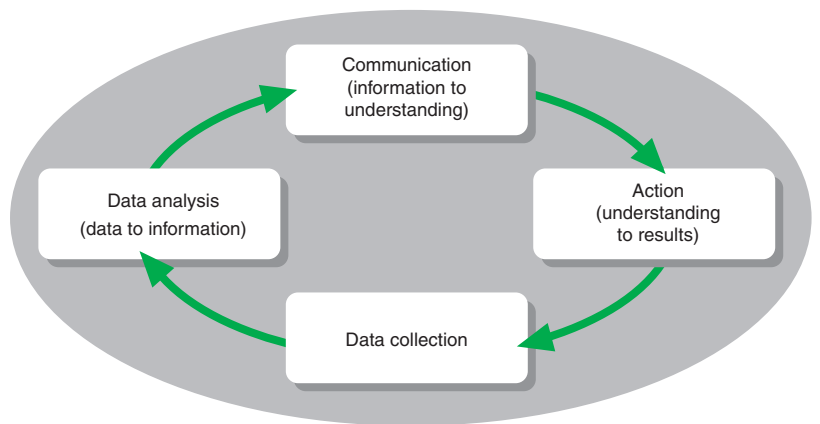 Communication
(information to
understanding)
Data analysis
(data to information)
Action
(understanding
to results)
Data collection